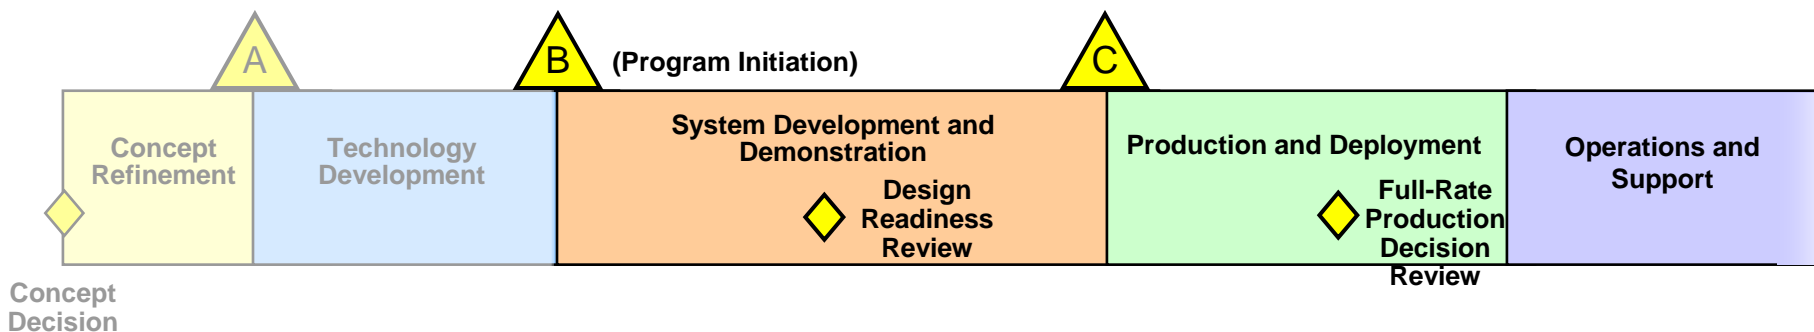 A
B
(Program Initiation)
C
Concept
Refinement
Technology
Development
System Development and
Demonstration
Design
Readiness
Review
Production and Deployment
Full-Rate
Production
Decision
Review
Operations and
Support
Concept
Decision